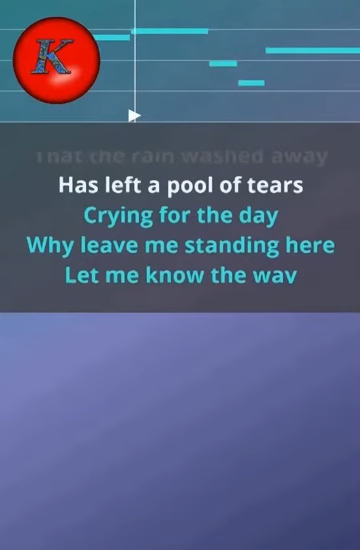 K
That the rain washed away
Has left a pool of tears
Crying for the day
Why leave me standing here
Let me know the way